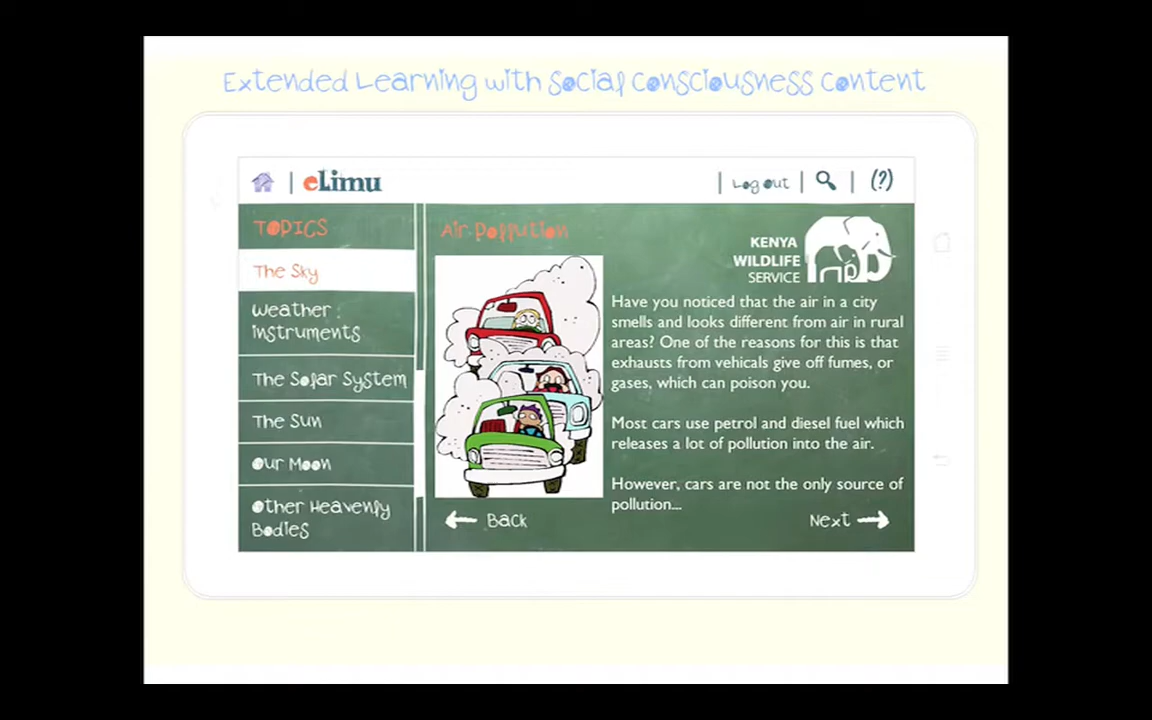 Extended Learning with Social Consciousness Content
eLimu
Log out
(?)
TOPICS
The Sky
Weather
Instruments
The Solar System
The Sun
Our Moon
Other Heavenly
Bodies
Air Pollution
KENYA
WILDLIFE
SERVICE
Have you noticed that the air in a city
smells and looks different from air in rural
areas? One of the reasons for this is that
exhausts from vehicals give off fumes, or
gases, which can poison you.
Most cars use petrol and diesel fuel which
releases a lot of pollution into the air.
However, cars are not the only source of
pollution...
Back
Next